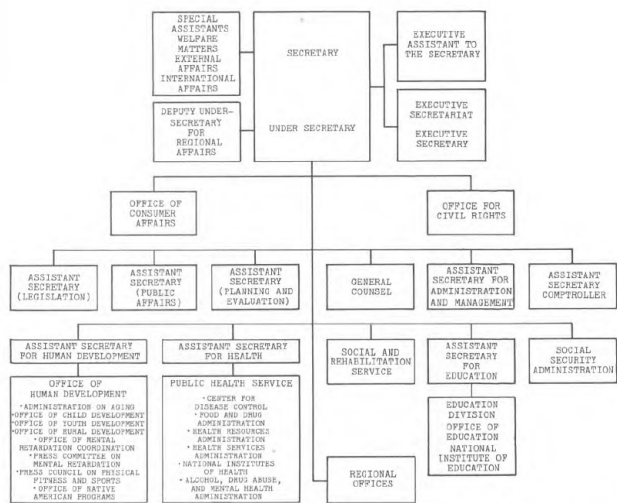 SPECIAL
ASSISTANTS
WELFARE
MATTERS
EXTERNAL
AFFAIRS
INTERNATIONAL
AFFAIRS
DEPUTY UNDER-
SECRETARY
FOR
REGIONAL
AFFAIRS
SECRETARY
UNDER SECRETARY
EXECUTIVE
ASSISTANT TO
THE SECRETARY
EXECUTIVE
SECRETARIAT
EXECUTIVE
SECRETARY
OFFICE OF
CONSUMER
AFFAIRS
OFFICE FOR
CIVIL RIGHTS
ASSISTANT
SECRETARY
(LEGISLATION)
ASSISTANT
SECRETARY
(PUBLIC
AFFAIRS)
ASSISTANT
SECRETARY
(PLANNING AND
EVALUATION)
GENERAL
COUNSEL
ASSISTANT
SECRETARY FOR
ADMINISTRATION
AND MANAGEMENT
ASSISTANT
SECRETARY
COMPTROLLER
ASSISTANT SECRETARY
FOR HUMAN DEVELOPMENT
OFFICE OF
HUMAN DEVELOPMENT
·ADMINISTRATION ON AGING
·OFFICE OF CHILD DEVELOPMENT
·OFFICE OF YOUTH DEVELOPMENT
·OFFICE OF RURAL DEVELOPMENT
·OFFICE OF MENTAL
RETARDATION COORDINATION
·PRESS COMMITTEE ON
MENTAL RETARDATION
·PRESS COUNCIL ON PHYSICAL
FITNESS AND SPORTS
·OFFICE OF NATIVE
AMERICAN PROGRAMS
ASSISTANT SECRETARY
FOR HEALTH
PUBLIC HEALTH SERVICE
·CENTER FOR
DISEASE CONTROL
·FOOD AND DRUG
ADMINISTRATION
·HEALTH RESOURCES
ADMINISTRATION
·HEALTH SERVICES
ADMINISTRATION
·NATIONAL INSTITUTES
OF HEALTH
·ALCOHOL, DRUG ABUSE,
AND MENTAL HEALTH
ADMINISTRATION
SOCIAL AND
REHABILITATION
SERVICE
ASSISTANT
SECRETARY
FOR
EDUCATION
EDUCATION
DIVISION
OFFICE OF
EDUCATION
NATIONAL
INSTITUTE OF
EDUCATION
SOCIAL
SECURITY
ADMINISTRATION
REGIONAL
OFFICES